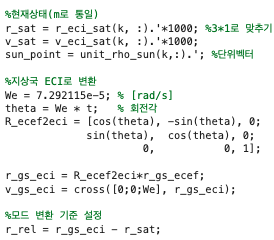 %현재상태(m로 통일)
r_sat = r_eci_sat(k, :).'*1000; %3*1로 맞추기
v_sat = v_eci_sat(k, :).'*1000;
sun_point = unit_rho_sun(k,:).'; %단위벡터

%지상국 ECI로 변환
We = 7.292115e-5; % [rad/s]
theta = We * t;   % 회전각
R_ecef2eci = [cos(theta), -sin(theta), 0;
              sin(theta),  cos(theta), 0;
                       0,           0, 1];

r_gs_eci = R_ecef2eci*r_gs_ecef;
v_gs_eci = cross([0;0;We], r_gs_eci);

%모드 변환 기준 설정
r_rel = r_gs_eci - r_sat;